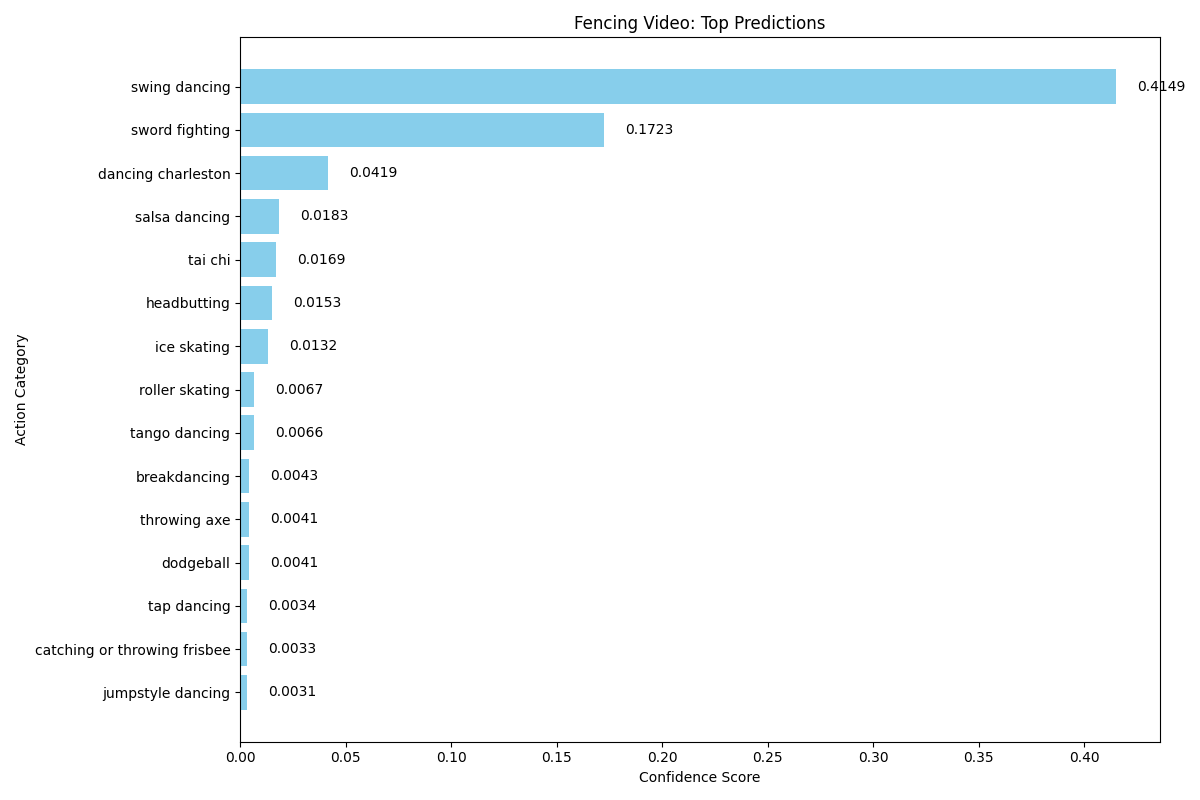 Fencing Video: Top Predictions
swing dancing 0.4149
sword fighting 0.1723
dancing charleston 0.0419
salsa dancing 0.0183
tai chi 0.0169
headbutting 0.0153
ice skating 0.0132
roller skating 0.0067
tango dancing 0.0066
breakdancing 0.0043
throwing axe 0.0041
dodgeball 0.0041
tap dancing 0.0034
catching or throwing frisbee 0.0033
jumpstyle dancing 0.0031
Action Category
0.00 0.05 0.10 0.15 0.20 0.25 0.30 0.35 0.40
Confidence Score